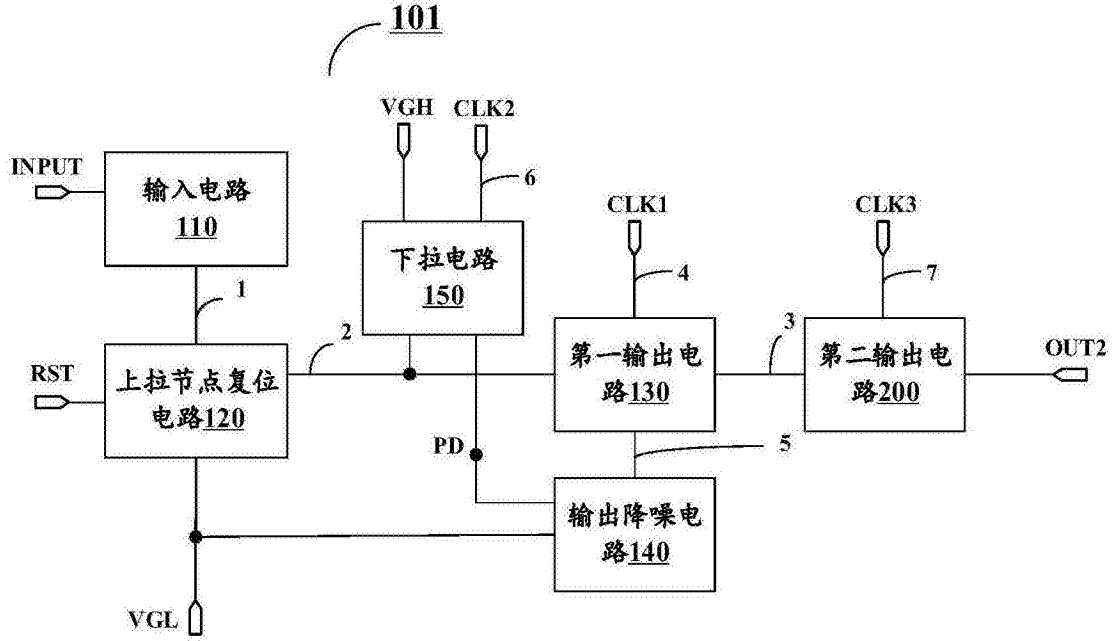 101
VGH
CLK2
INPUT
输入电路
110
6
CLK1
CLK3
下拉电路
150
1
4
7
2
3
RST
上拉节点复位
电路120
第一输出电
路130
第二输出电
路200
OUT2
PD
5
输出降噪电
路140
VGL